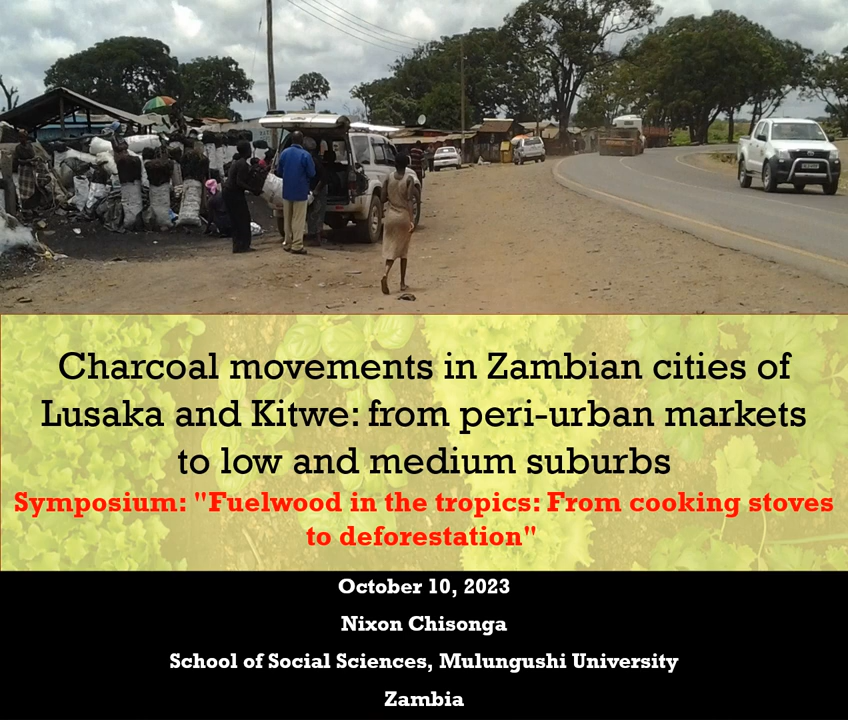 Charcoal movements in Zambian cities of
Lusaka and Kitwe: from peri-urban markets
to low and medium suburbs
Symposium: "Fuelwood in the tropics: From cooking stoves
to deforestation"
October 10, 2023
Nixon Chisonga
School of Social Sciences, Mulungushi University
Zambia